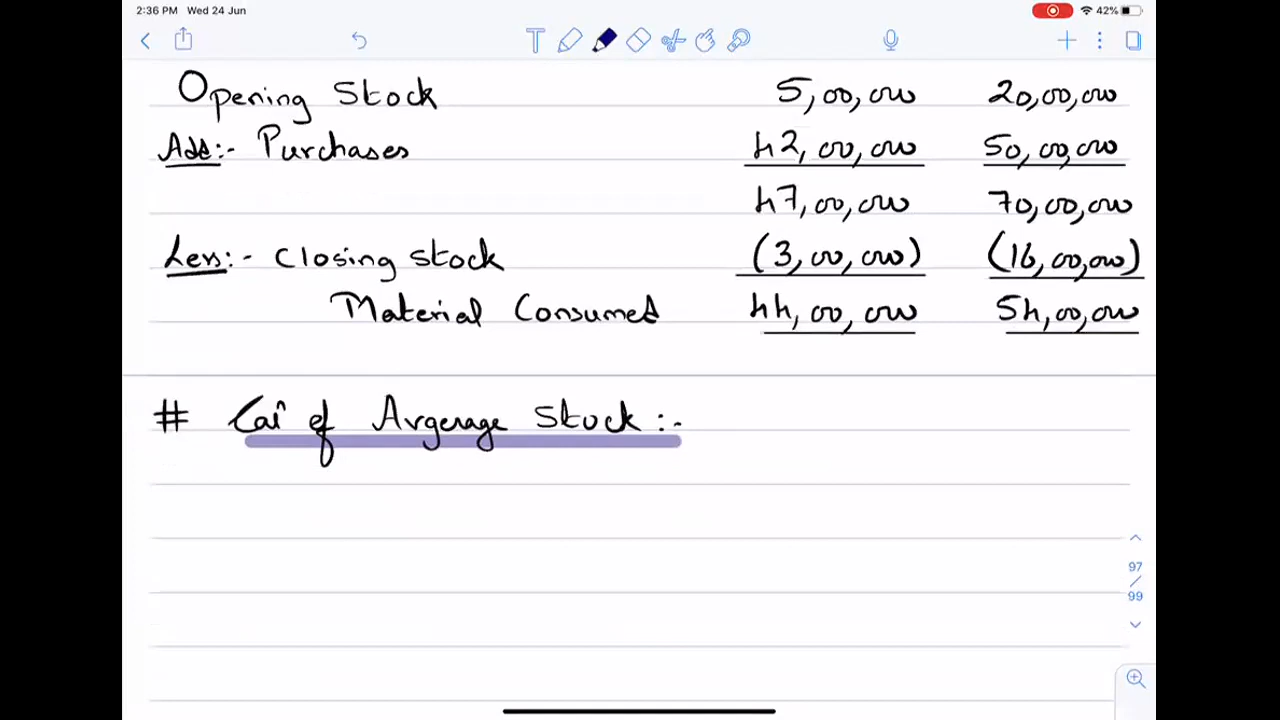 2:36 PM Wed 24 Jun 42%
Opening Stock 5,00,000 20,00,000
Add:- Purchases 42,00,000 50,00,000
47,00,000 70,00,000
Less:- Closing Stock (3,00,000) (16,00,000)
Material Consumed 44,00,000 54,00,000
# Caln of Argerage Stock :-
97
/
99